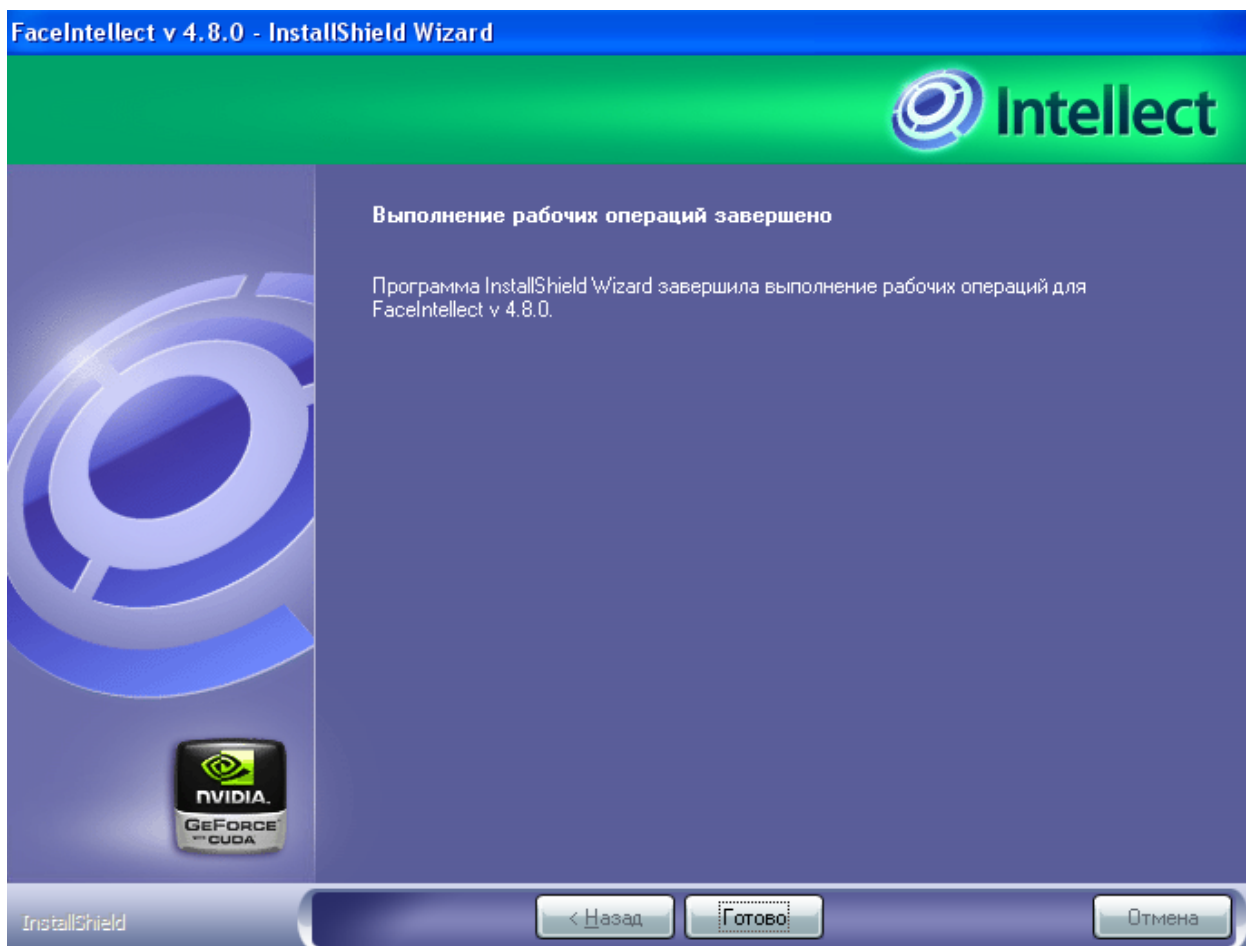 FaceIntellect v 4.8.0 - InstallShield Wizard
Intellect
Выполнение рабочих операций завершено
Программа InstallShield Wizard завершила выполнение рабочих операций для
FaceIntellect v 4.8.0.
NVIDIA.
GEFORCE
WITH CUDA
InstallShield
< Назад
Готово
Отмена